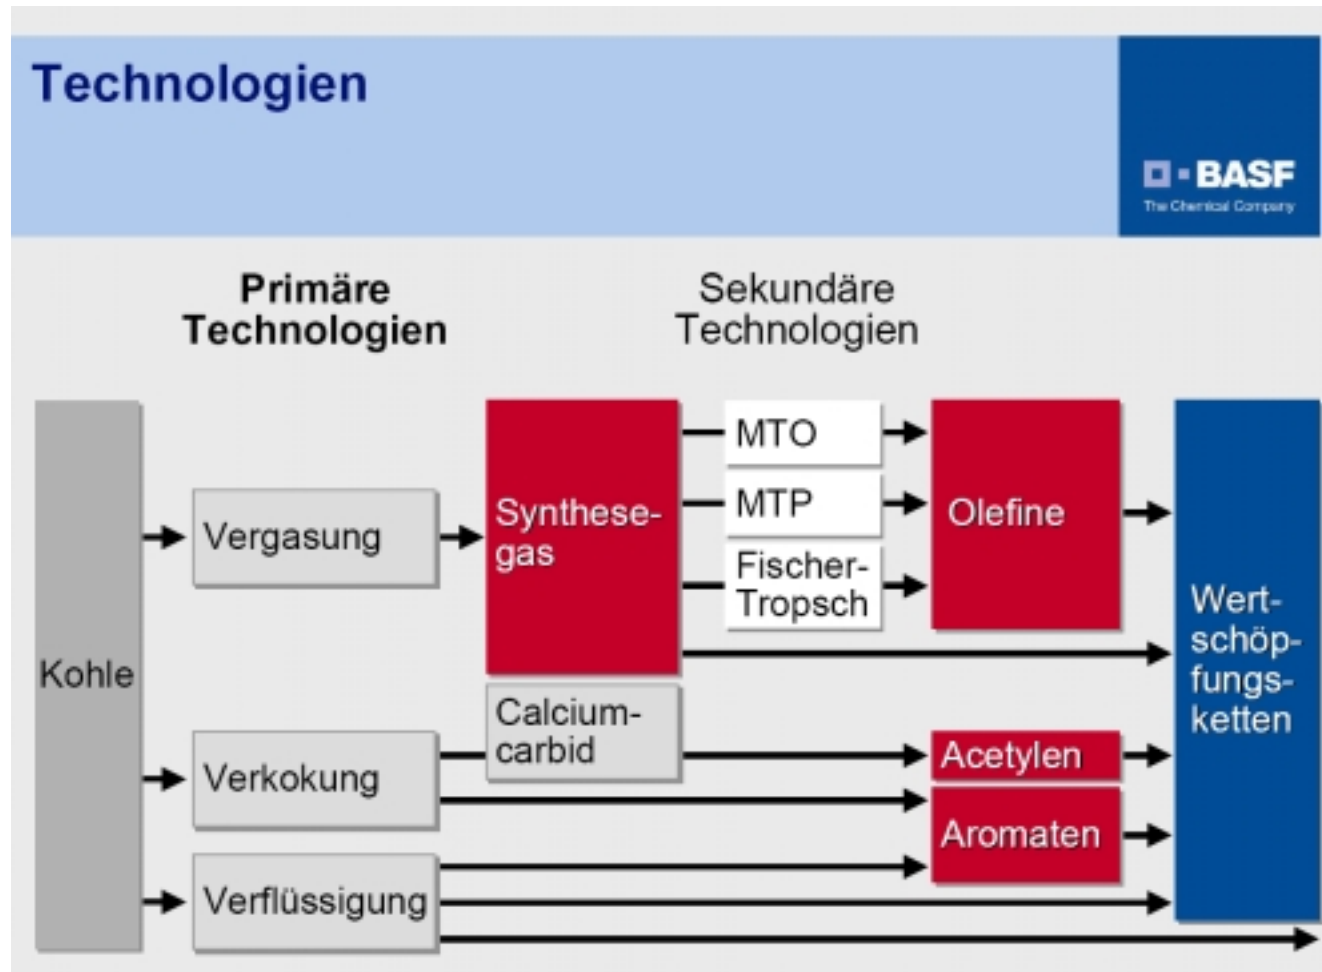 Technologien
BASF
The Chemical Company
Primäre
Technologien
Sekundäre
Technologien
Kohle
Vergasung
Verkokung
Verflüssigung
Synthese-
gas
Calcium-
carbid
MTO
MTP
Fischer-
Tropsch
Olefine
Acetylen
Aromaten
Wert-
schöp-
fungs-
ketten